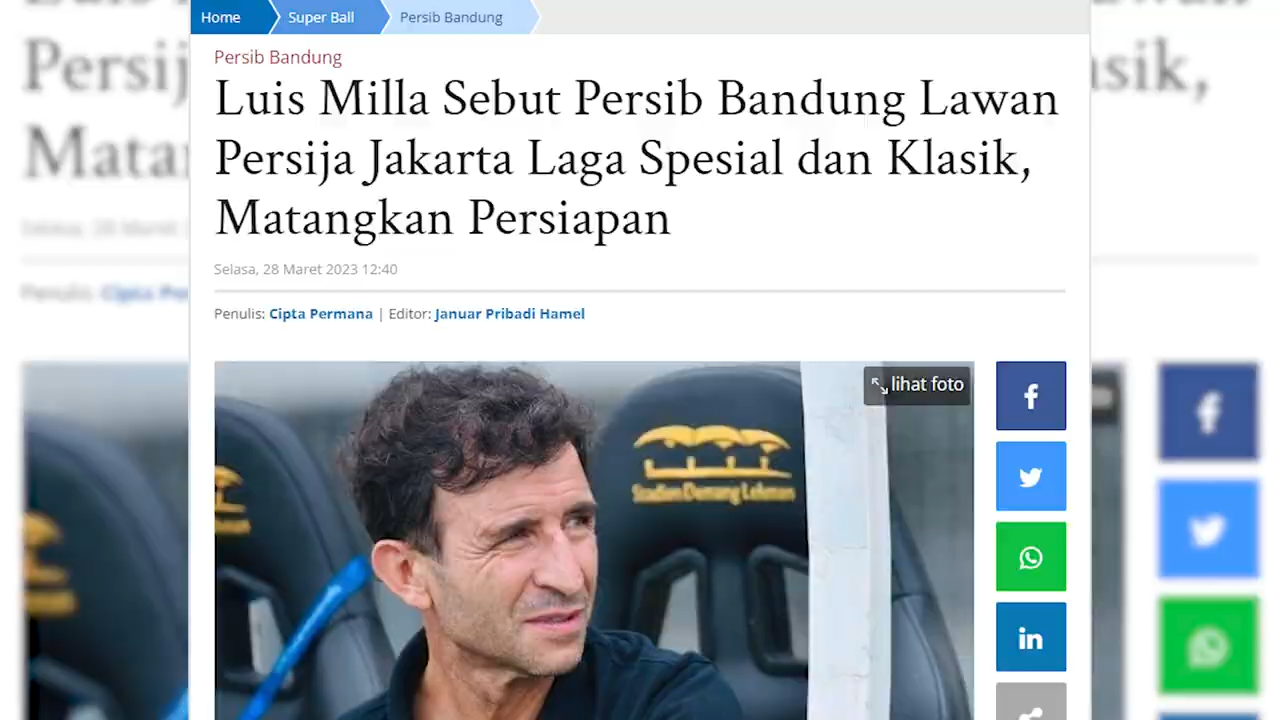 Home
Super Ball
Persib Bandung
Persib Bandung
Luis Milla Sebut Persib Bandung Lawan
Persija Jakarta Laga Spesial dan Klasik,
Matangkan Persiapan
Selasa, 28 Maret 2023 12:40
Penulis: Cipta Permana | Editor: Januar Pribadi Hamel
lihat foto
Stadion Demang Lehman